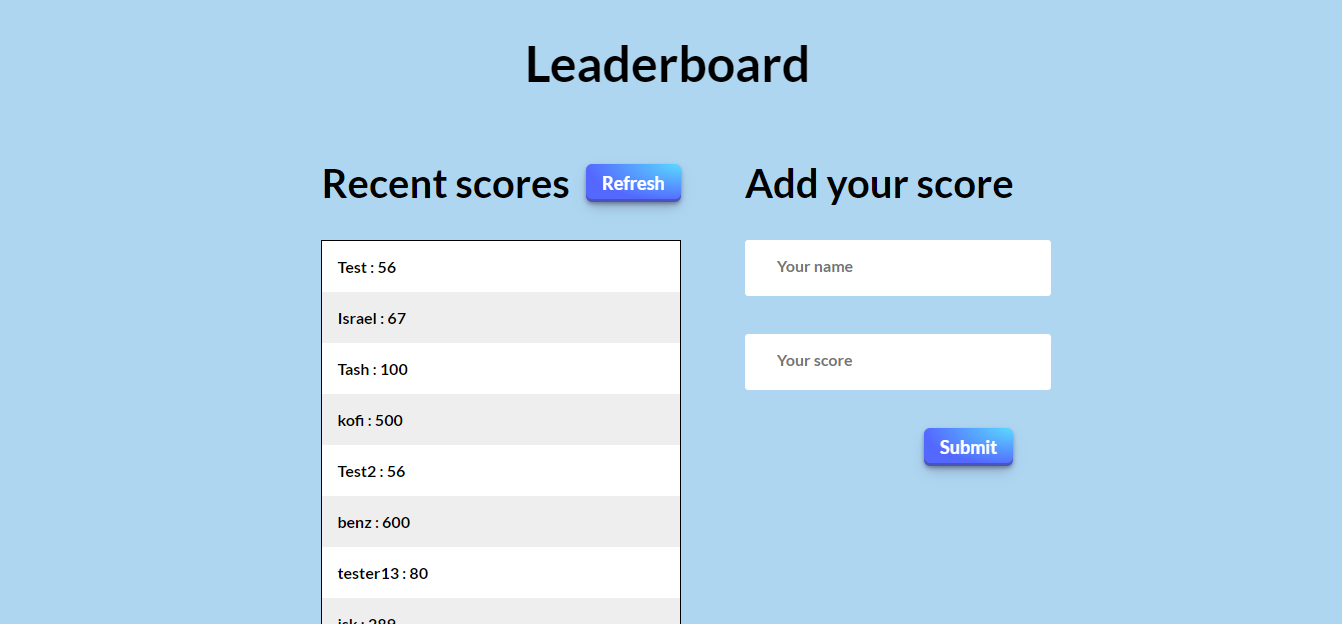 Leaderboard
Recent scores
Refresh
Test : 56
Israel : 67
Tash : 100
kofi : 500
Test2 : 56
benz : 600
tester13 : 80
Add your score
Your name
Your score
Submit